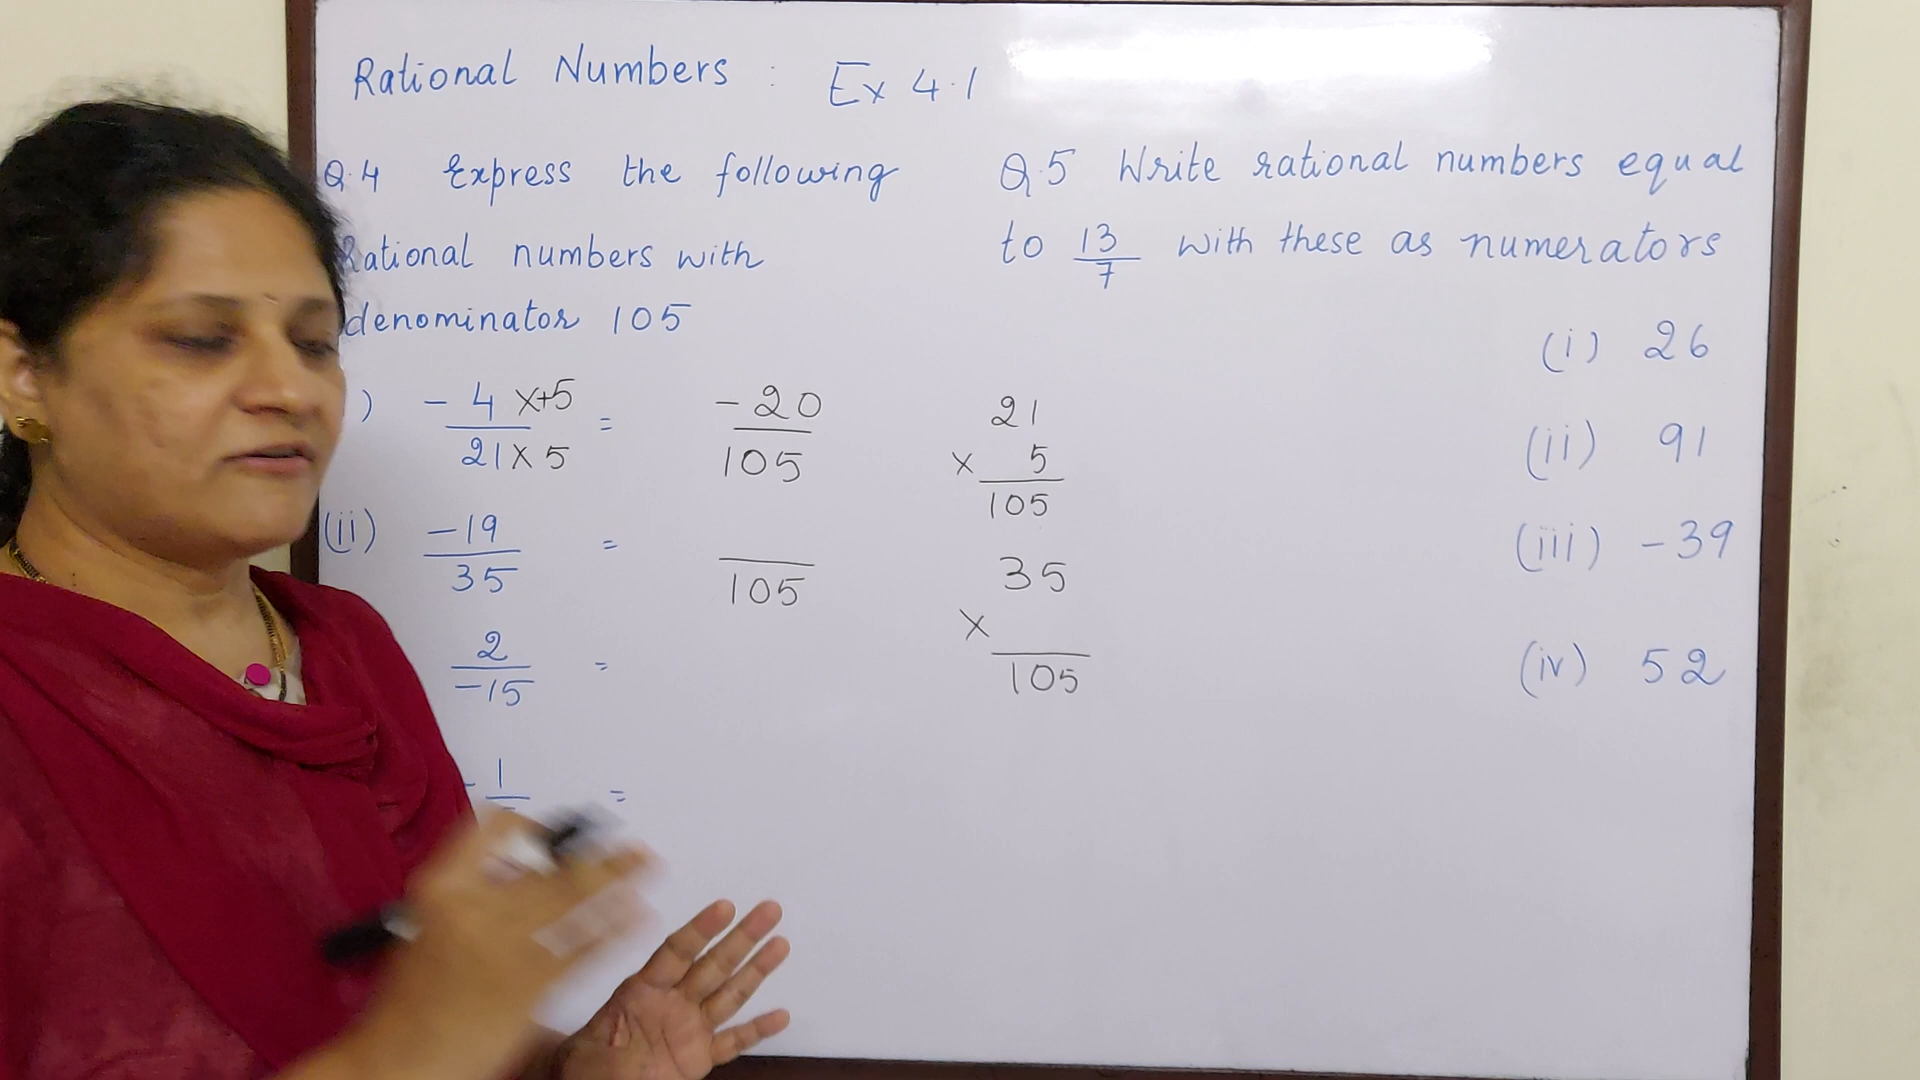 Rational Numbers : Ex 4.1
Q.4 Express the following
Rational numbers with
denominator 105
) -4 x+5 / 21 x 5 = -20 / 105
21
x 5
105
(ii) -19 / 35 = / 105
35
x
105
2 / -15 =
-1 / =
Q.5 Write rational numbers equal
to 13/7 with these as numerators
(i) 26
(ii) 91
(iii) -39
(iv) 52